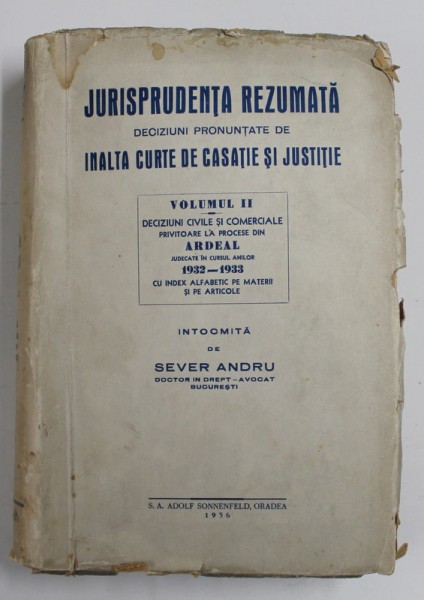 JURISPRUDENȚA REZUMATĂ
DECIZIUNI PRONUNȚATE DE
INALTA CURTE DE CASAȚIE ȘI JUSTIȚIE
VOLUMUL II
DECIZIUNI CIVILE ȘI COMERCIALE
PRIVITOARE LA PROCESE DIN
ARDEAL
JUDECATE ÎN CURSUL ANILOR
1932—1933
CU INDEX ALFABETIC PE MATERII
ȘI PE ARTICOLE
INTOCMITĂ
DE
SEVER ANDRU
DOCTOR IN DREPT – AVOCAT
BUCUREȘTI
S. A. ADOLF SONNENFELD, ORADEA
1936